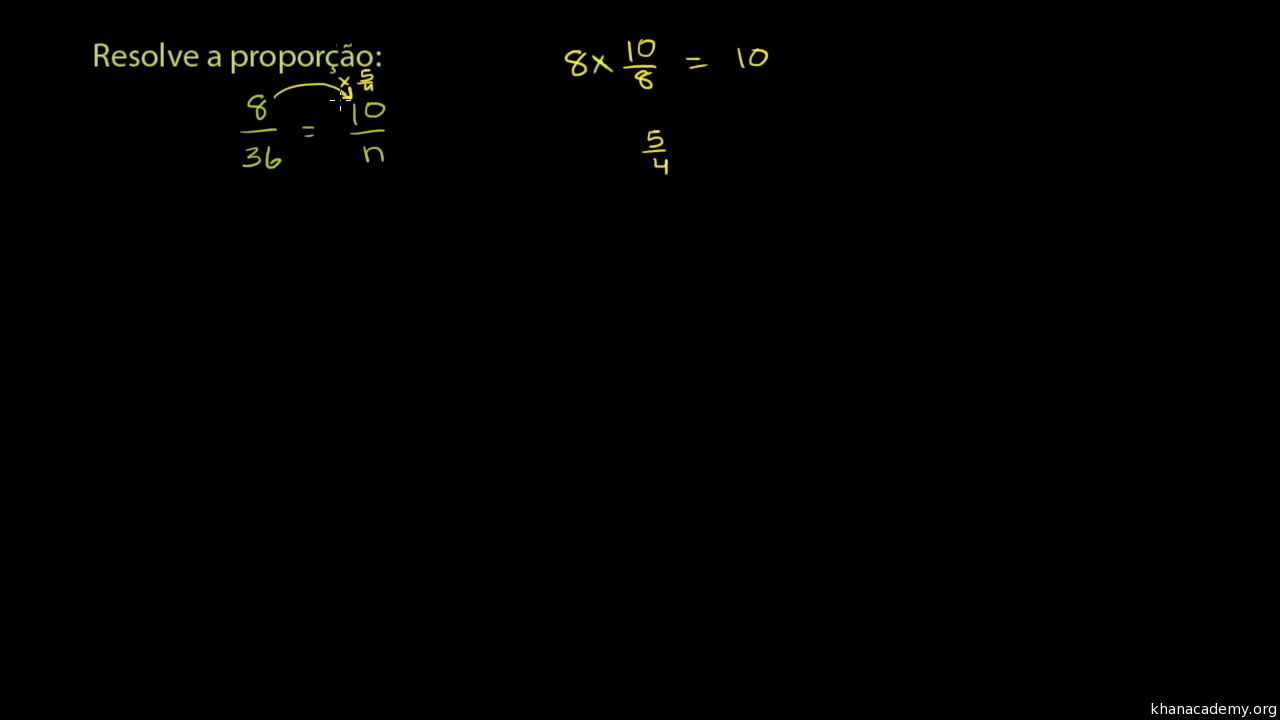 Resolve a proporção:
8/36 = 10/n
× 5/4
8 × 10/8 = 10
5/4
khanacademy.org